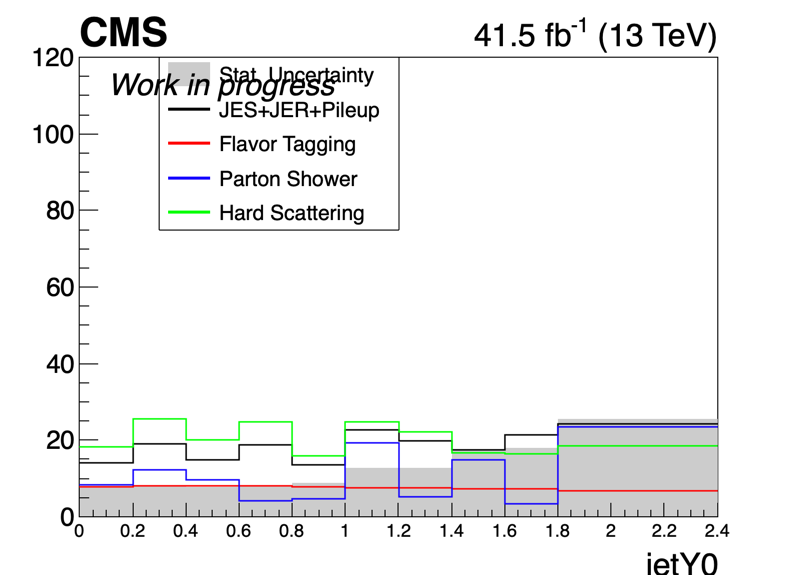 CMS 41.5 fb-1 (13 TeV)
Work in progress
Stat. Uncertainty
JES+JER+Pileup
Flavor Tagging
Parton Shower
Hard Scattering
120
100
80
60
40
20
0
0 0.2 0.4 0.6 0.8 1 1.2 1.4 1.6 1.8 2 2.2 2.4
jetY0